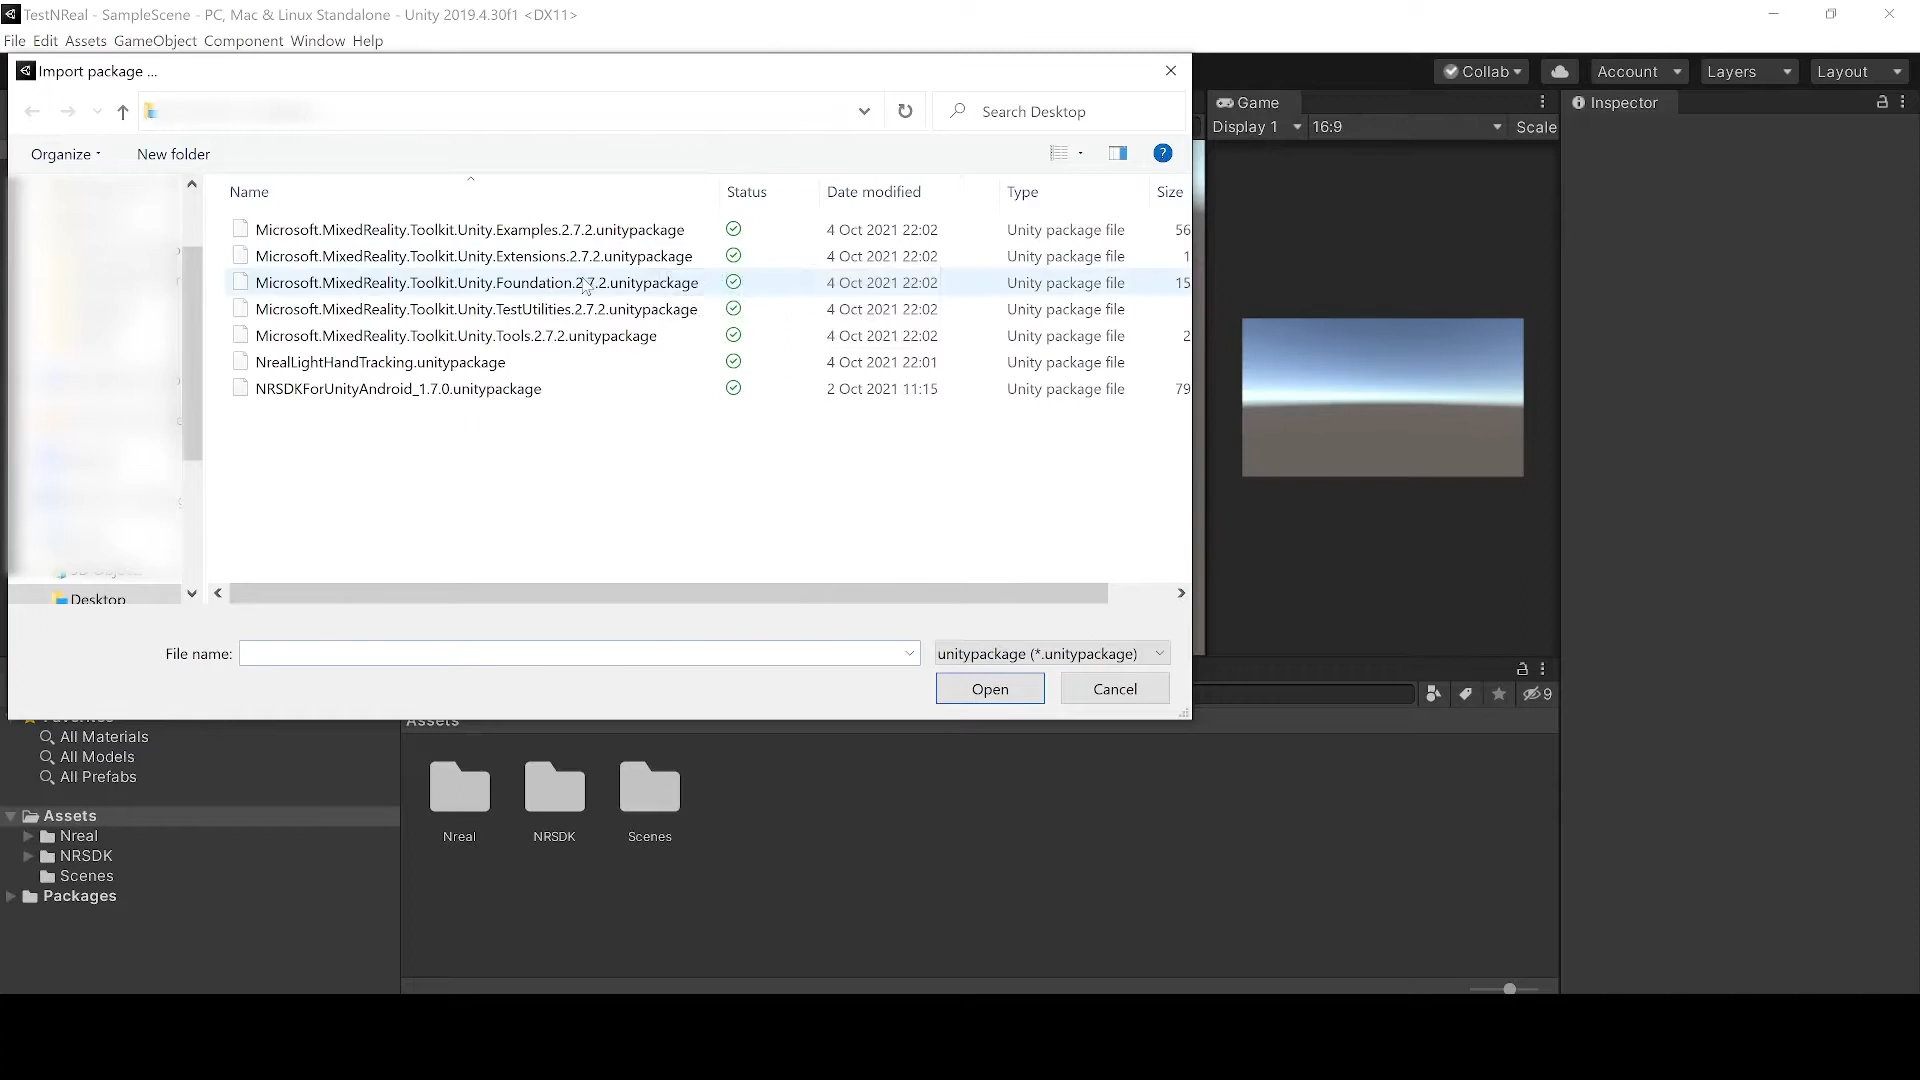 TestNReal - SampleScene - PC, Mac & Linux Standalone - Unity 2019.4.30f1 <DX11>
File Edit Assets GameObject Component Window Help
Import package ...
Collab Account Layers Layout
Search Desktop
Game
Inspector
Display 1 16:9 Scale
Organize New folder
Name Status Date modified Type Size
Microsoft.MixedReality.Toolkit.Unity.Examples.2.7.2.unitypackage 4 Oct 2021 22:02 Unity package file 56
Microsoft.MixedReality.Toolkit.Unity.Extensions.2.7.2.unitypackage 4 Oct 2021 22:02 Unity package file 1
Microsoft.MixedReality.Toolkit.Unity.Foundation.2.7.2.unitypackage 4 Oct 2021 22:02 Unity package file 15
Microsoft.MixedReality.Toolkit.Unity.TestUtilities.2.7.2.unitypackage 4 Oct 2021 22:02 Unity package file
Microsoft.MixedReality.Toolkit.Unity.Tools.2.7.2.unitypackage 4 Oct 2021 22:02 Unity package file 2
NrealLightHandTracking.unitypackage 4 Oct 2021 22:01 Unity package file
NRSDKForUnityAndroid_1.7.0.unitypackage 2 Oct 2021 11:15 Unity package file 79
Desktop
File name: unitypackage (*.unitypackage)
Open Cancel
9
Favorites
Assets
All Materials
All Models
All Prefabs
Assets
Nreal
NRSDK
Scenes
Packages
Nreal NRSDK Scenes